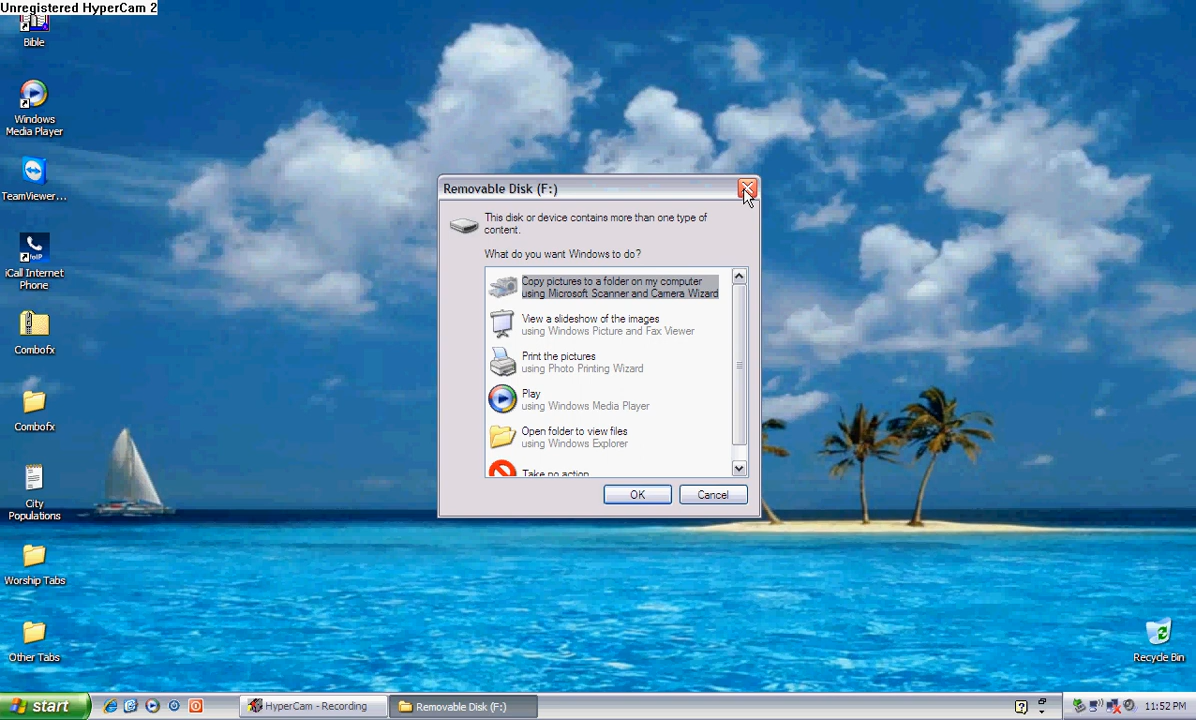 Unregistered HyperCam 2
Bible
Windows
Media Player
TeamViewer...
iCall Internet
Phone
Combofx
Combofx
City
Populations
Worship Tabs
Other Tabs
Removable Disk (F:)
This disk or device contains more than one type of
content.
What do you want Windows to do?
Copy pictures to a folder on my computer
using Microsoft Scanner and Camera Wizard
View a slideshow of the images
using Windows Picture and Fax Viewer
Print the pictures
using Photo Printing Wizard
Play
using Windows Media Player
Open folder to view files
using Windows Explorer
Take no action
OK
Cancel
Recycle Bin
start
HyperCam - Recording
Removable Disk (F:)
11:52 PM